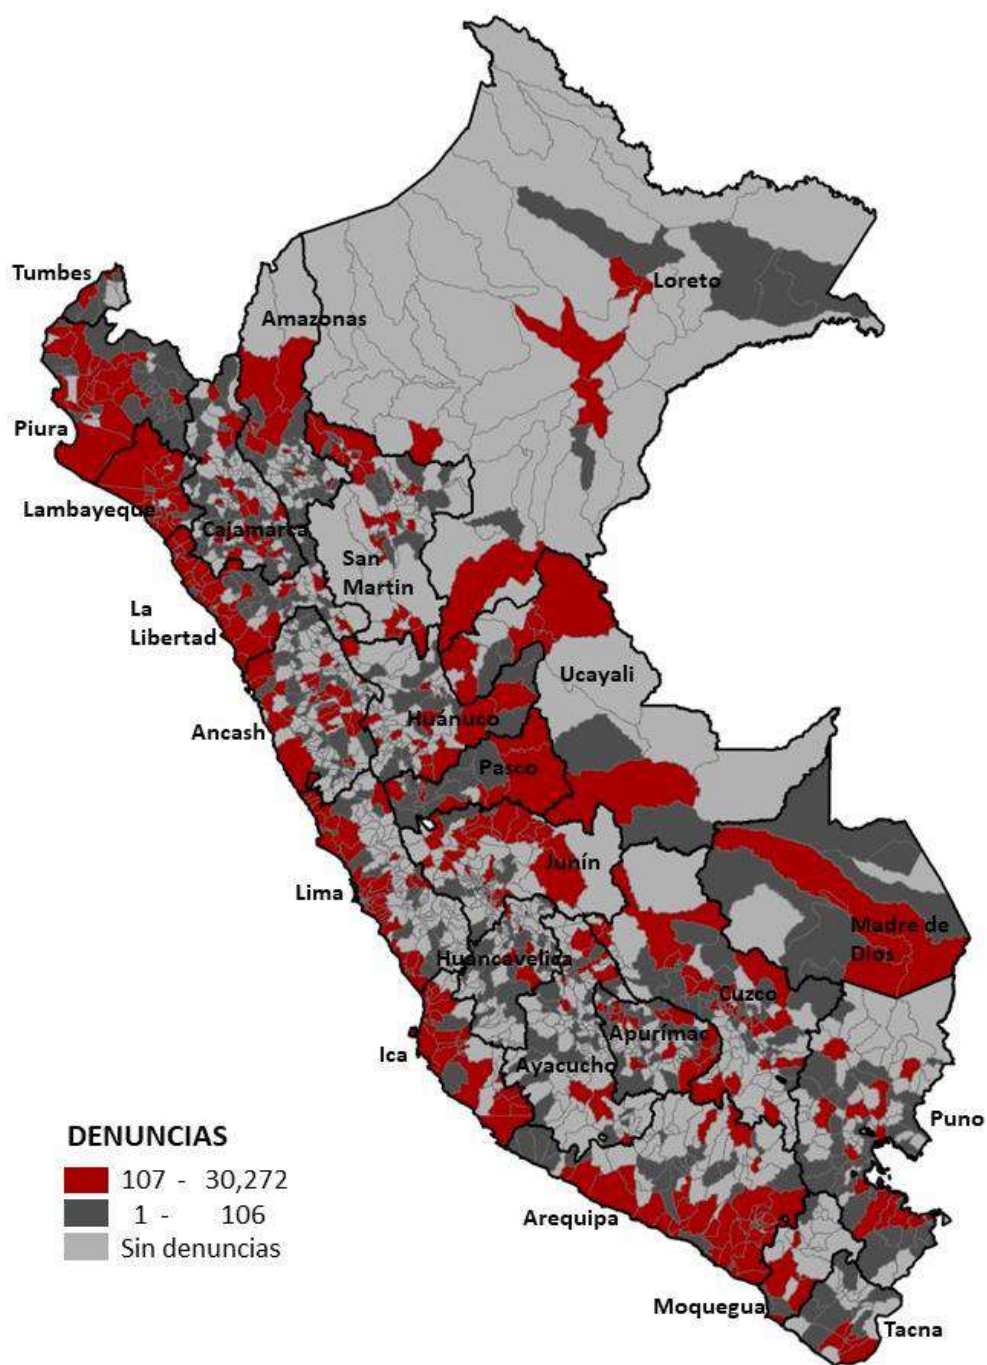 Tumbes
Loreto
Amazonas
Piura
Lambayeque
Cajamarca
San
Martin
La
Libertad
Ucayali
Ancash
Huánuco
Pasco
Junín
Lima
Madre de
Dios
Huancavelica
Cuzco
Ica
Apurímac
Ayacucho
Puno
DENUNCIAS
107 - 30,272
1 - 106
Sin denuncias
Arequipa
Moquegua
Tacna